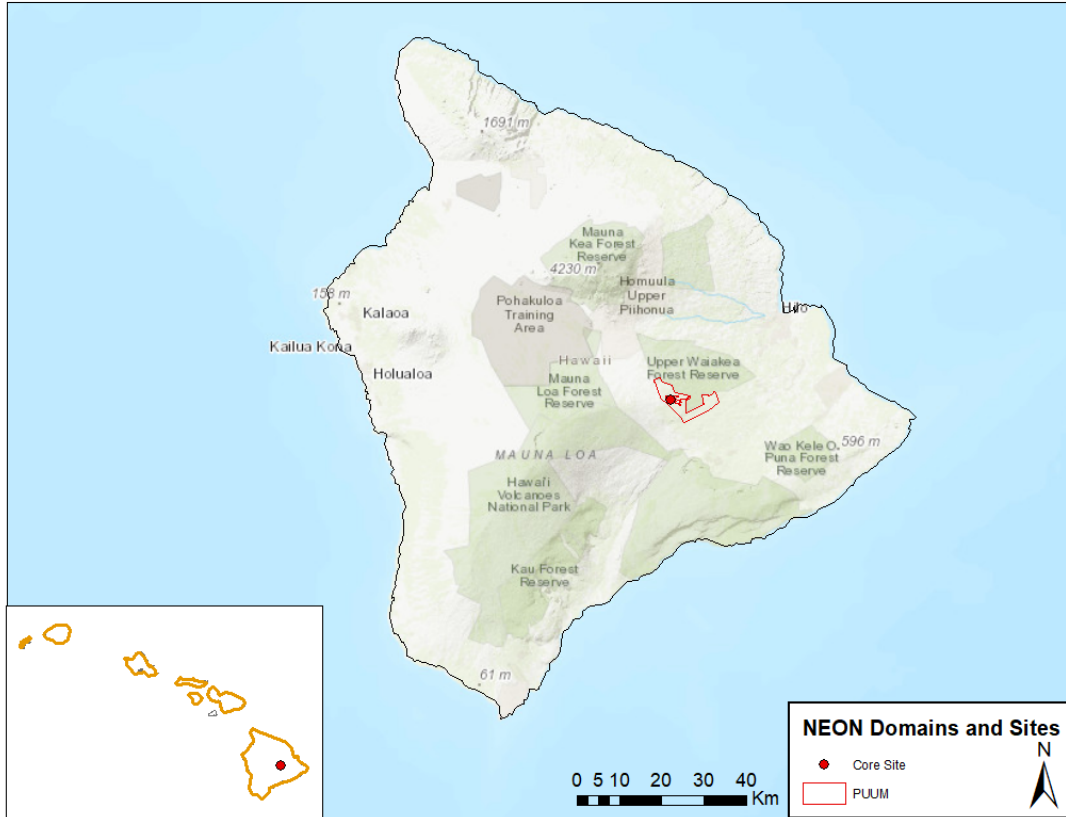 1691 m
Mauna
Kea Forest
Reserve
4230 m
Homuula
Upper
Piihonua
158 m
Kalaoa
Pohakuloa
Training
Area
Hilo
Kailua Kona
Holualoa
Hawaii
Mauna
Loa Forest
Reserve
Upper Waiakea
Forest Reserve
MAUNA LOA
Wao Kele O
Puna Forest
Reserve
596 m
Hawai'i
Volcanoes
National Park
Kau Forest
Reserve
61 m
NEON Domains and Sites
Core Site
PUUM
N
0 5 10 20 30 40
Km